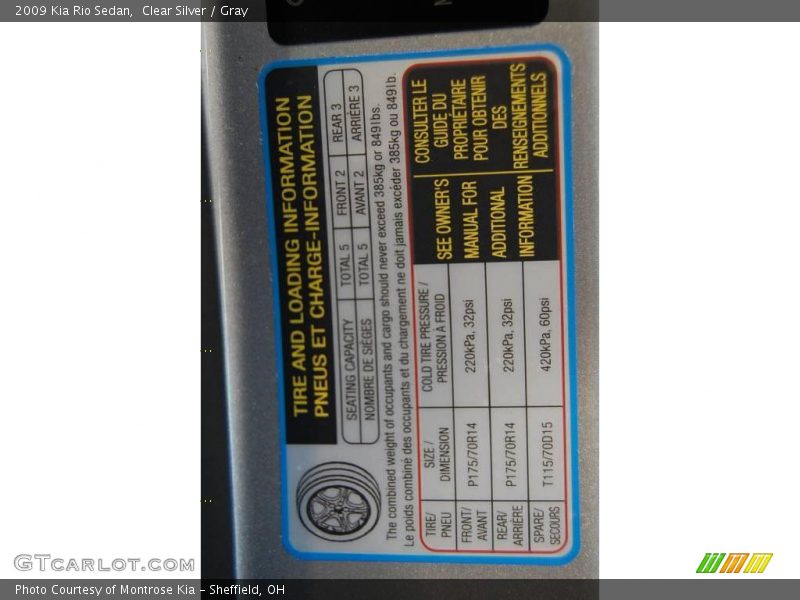 2009 Kia Rio Sedan,  Clear Silver / Gray
TIRE AND LOADING INFORMATION
PNEUS ET CHARGE-INFORMATION
SEATING CAPACITY TOTAL 5 FRONT 2 REAR 3
NOMBRE DE SIÈGES TOTAL 5 AVANT 2 ARRIÈRE 3
The combined weight of occupants and cargo should never exceed 385kg or 849lbs.
Le poids combiné des occupants et du chargement ne doit jamais excéder 385kg ou 849lb.
TIRE/
PNEU
SIZE /
DIMENSION
COLD TIRE PRESSURE /
PRESSION À FROID
FRONT/
AVANT
P175/70R14
220kPa, 32psi
REAR/
ARRIÈRE
P175/70R14
220kPa, 32psi
SPARE/
SECOURS
T115/70D15
420kPa, 60psi
SEE OWNER'S
MANUAL FOR
ADDITIONAL
INFORMATION
CONSULTER LE
GUIDE DU
PROPRIÉTAIRE
POUR OBTENIR
DES
RENSEIGNEMENTS
ADDITIONNELS
GTCARLOT.COM
Photo Courtesy of Montrose Kia - Sheffield, OH